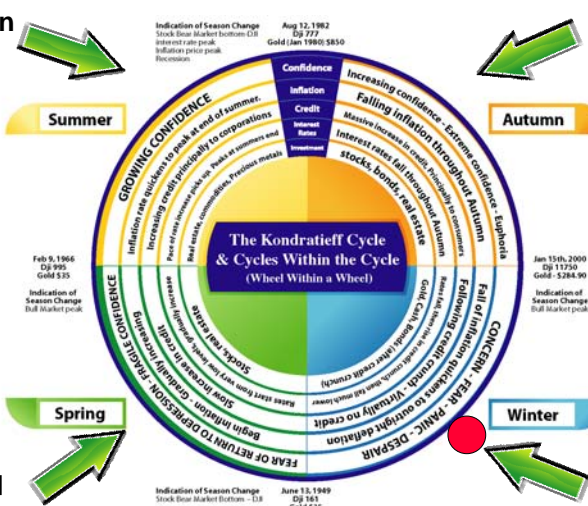 n
Indication of Season Change
Stock Bear Market bottom-DJI
interest rate peak
Inflation price peak
Recession
Aug 12, 1982
Dji 777
Gold (Jan 1980) $850
Summer
Autumn
Confidence
Inflation
Credit
Interest
Rates
Investment
GROWING CONFIDENCE
Inflation rate quickens to peak at end of summer.
Increasing credit principally to corporations
Pace of rate increase picks up. Peaks at summers end
Real estate, commodities, Precious metals
Increasing confidence - Extreme confidence - Euphoria
Falling inflation throughout Autumn
Massive increase in credit. Principally to consumers
Interest rates fall throughout Autumn
stocks, bonds, real estate
The Kondratieff Cycle
& Cycles Within the Cycle
(Wheel Within a Wheel)
Feb 9, 1966
Dji 995
Gold $35
Indication of
Season Change
Bull Market peak
Jan 15th, 2000
Dji 11750
Gold - $284.90
Indication of
Season Change
Bull Market peak
FEAR OF RETURN TO DEPRESSION - FRAGILE CONFIDENCE
Begin Inflation - Gradually increasing
Slow increase in credit
Rates start from very low levels, gradually increase
Stocks, real estate
CONCERN - FEAR - PANIC - DESPAIR
Fall of inflation quickens to outright deflation
Following credit crunch - Virtually no credit
Rates fall, then rise in credit crunch, then, fall much lower
Gold, Cash, Bonds (after credit crunch)
Spring
Winter
Indication of Season Change
Stock Bear Market Bottom - DJI
June 13, 1949
Dji 161